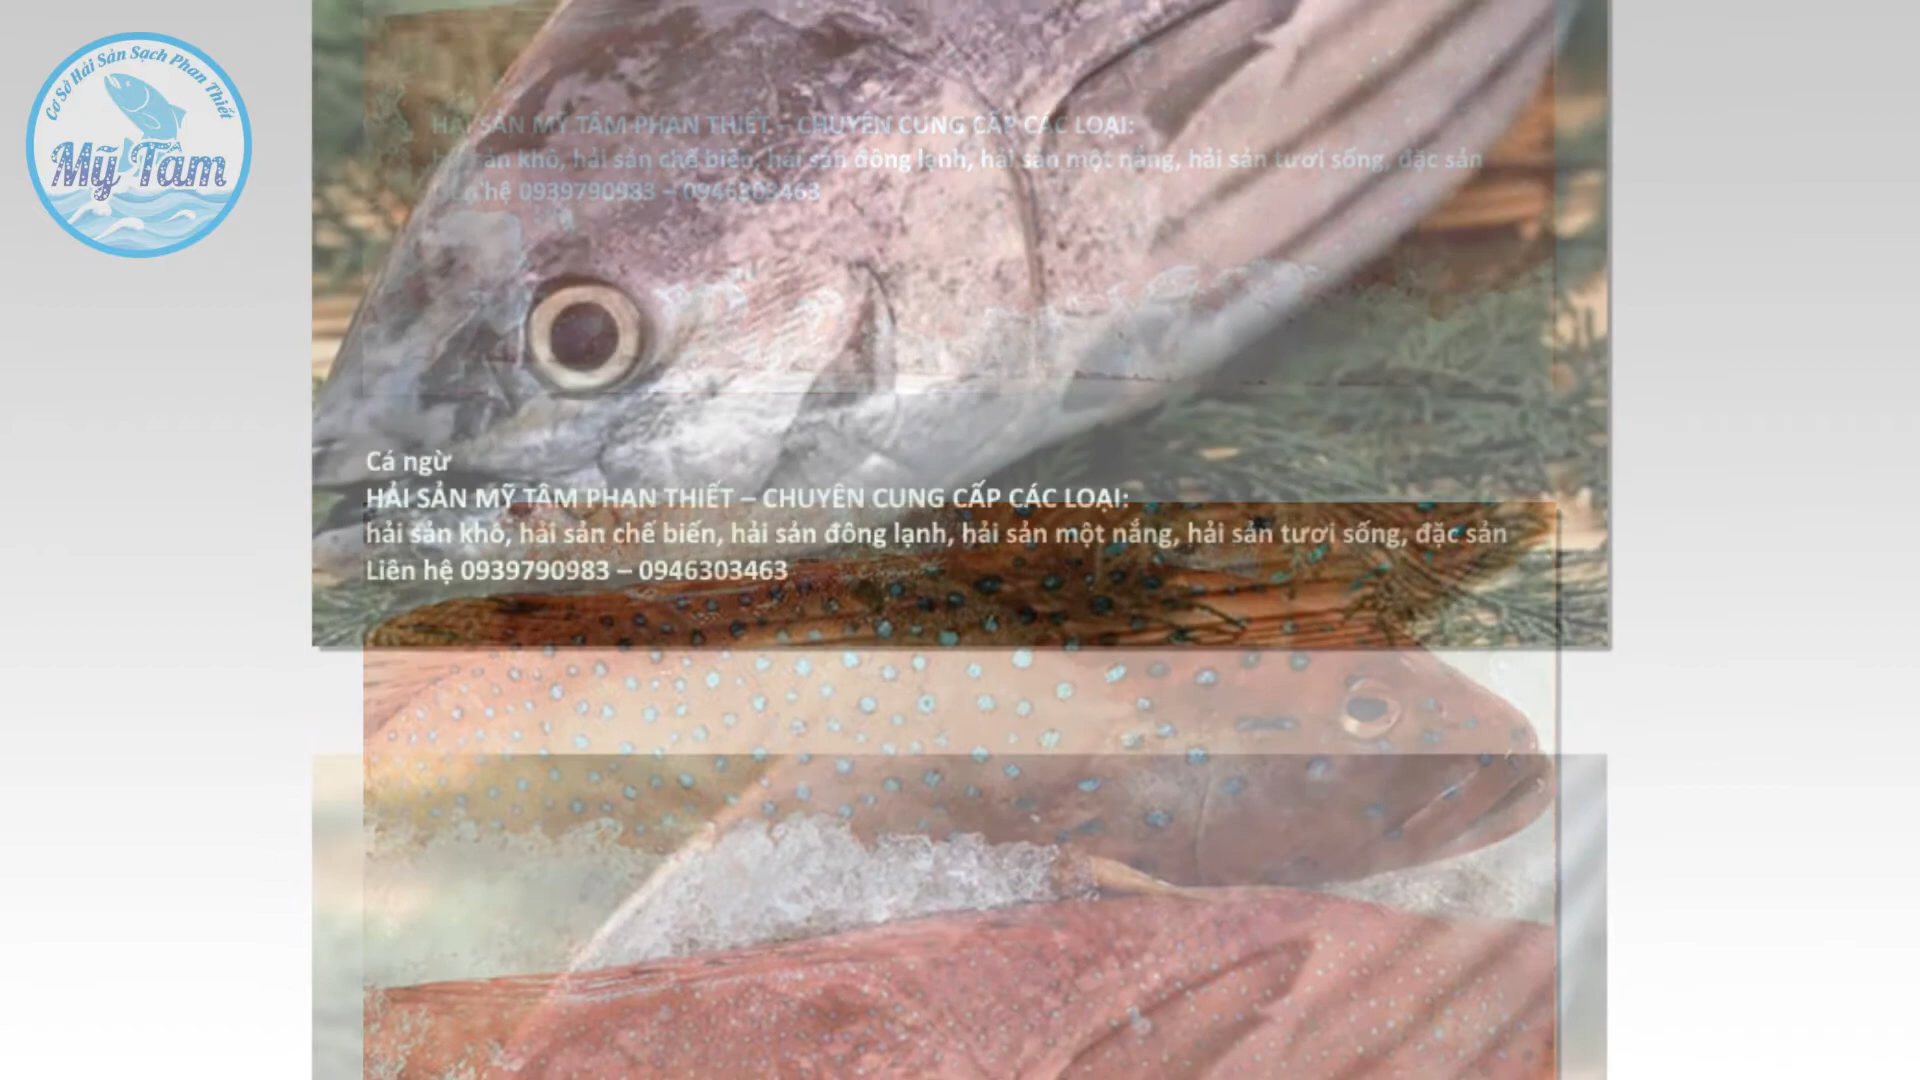 Cơ Sở Hải Sản Sạch Phan Thiết
Mỹ Tâm
HẢI SẢN MỸ TÂM PHAN THIẾT – CHUYÊN CUNG CẤP CÁC LOẠI:
hải sản khô, hải sản chế biến, hải sản đông lạnh, hải sản một nắng, hải sản tươi sống, đặc sản
Liên hệ 0939790983 – 0946303463
Cá ngừ
HẢI SẢN MỸ TÂM PHAN THIẾT – CHUYÊN CUNG CẤP CÁC LOẠI:
hải sản khô, hải sản chế biến, hải sản đông lạnh, hải sản một nắng, hải sản tươi sống, đặc sản
Liên hệ 0939790983 – 0946303463